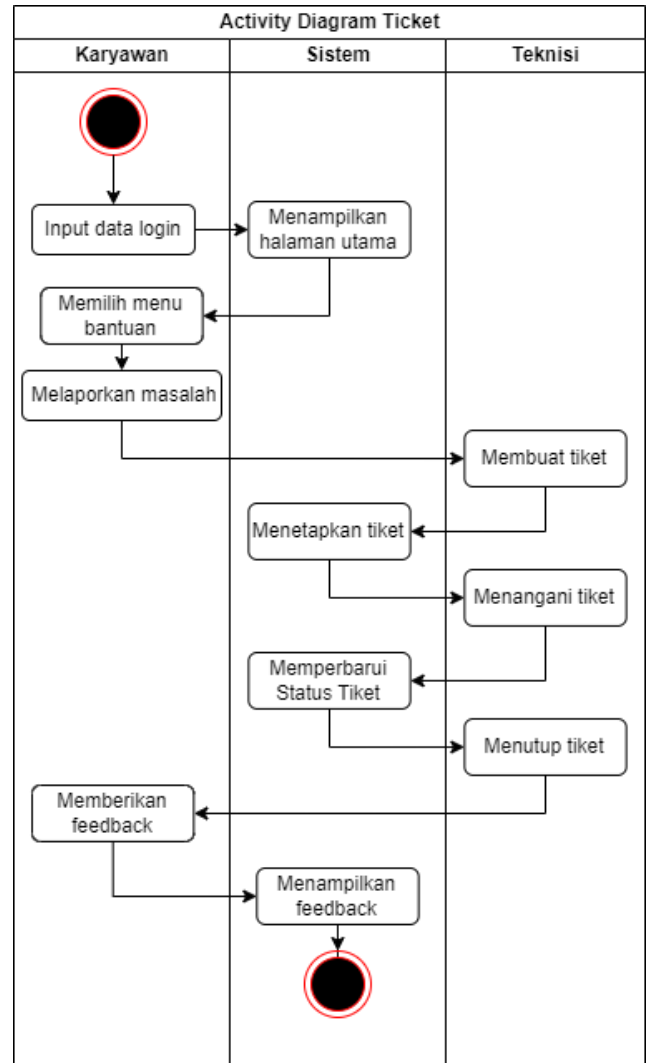 Activity Diagram Ticket
Karyawan
Sistem
Teknisi
Input data login
Menampilkan
halaman utama
Memilih menu
bantuan
Melaporkan masalah
Membuat tiket
Menetapkan tiket
Menangani tiket
Memperbarui
Status Tiket
Menutup tiket
Memberikan
feedback
Menampilkan
feedback